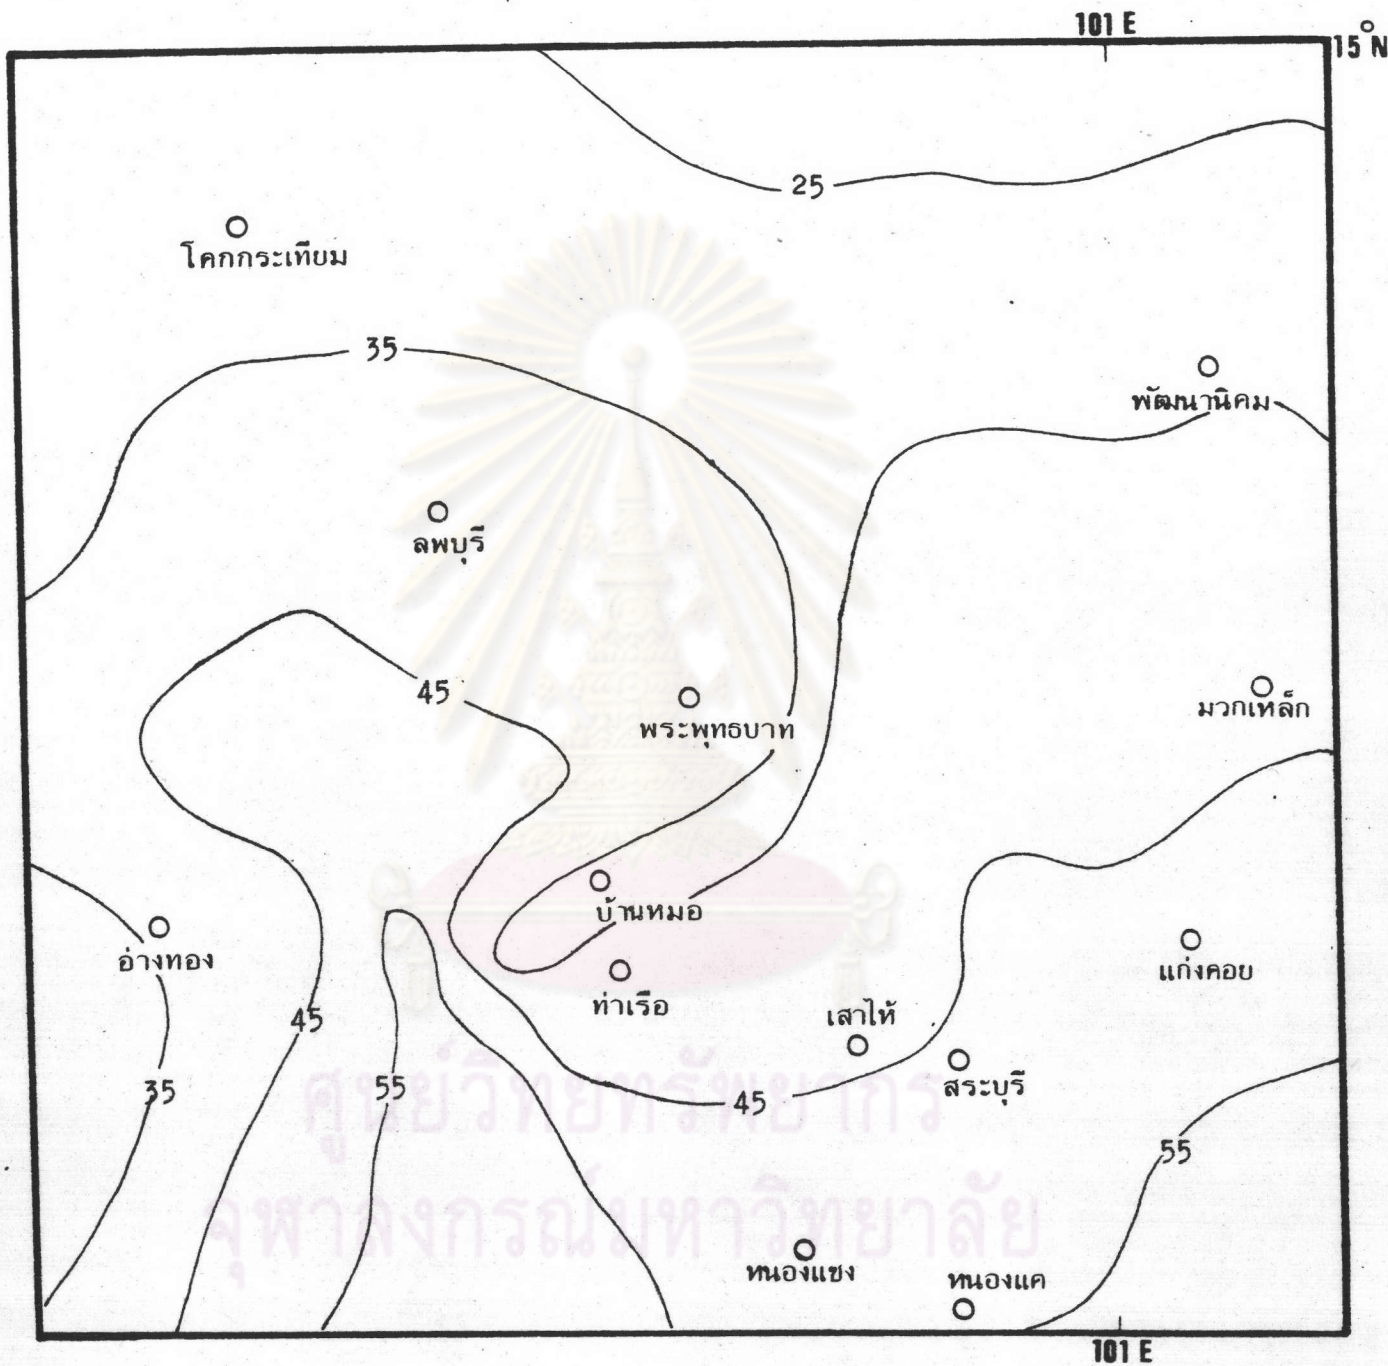 101 E
15°N
25
โคกกระเทียม
35
พัฒนานิคม
ลพบุรี
45
พระพุทธบาท
มวกเหล็ก
บ้านหมอ
อ่างทอง
แก่งคอย
ท่าเรือ
เสาไห้
45
35
55
45
สระบุรี
ศูนย์วิทยทรัพยากร
55
จุฬาลงกรณ์มหาวิทยาลัย
หนองแซง
หนองแค
101 E